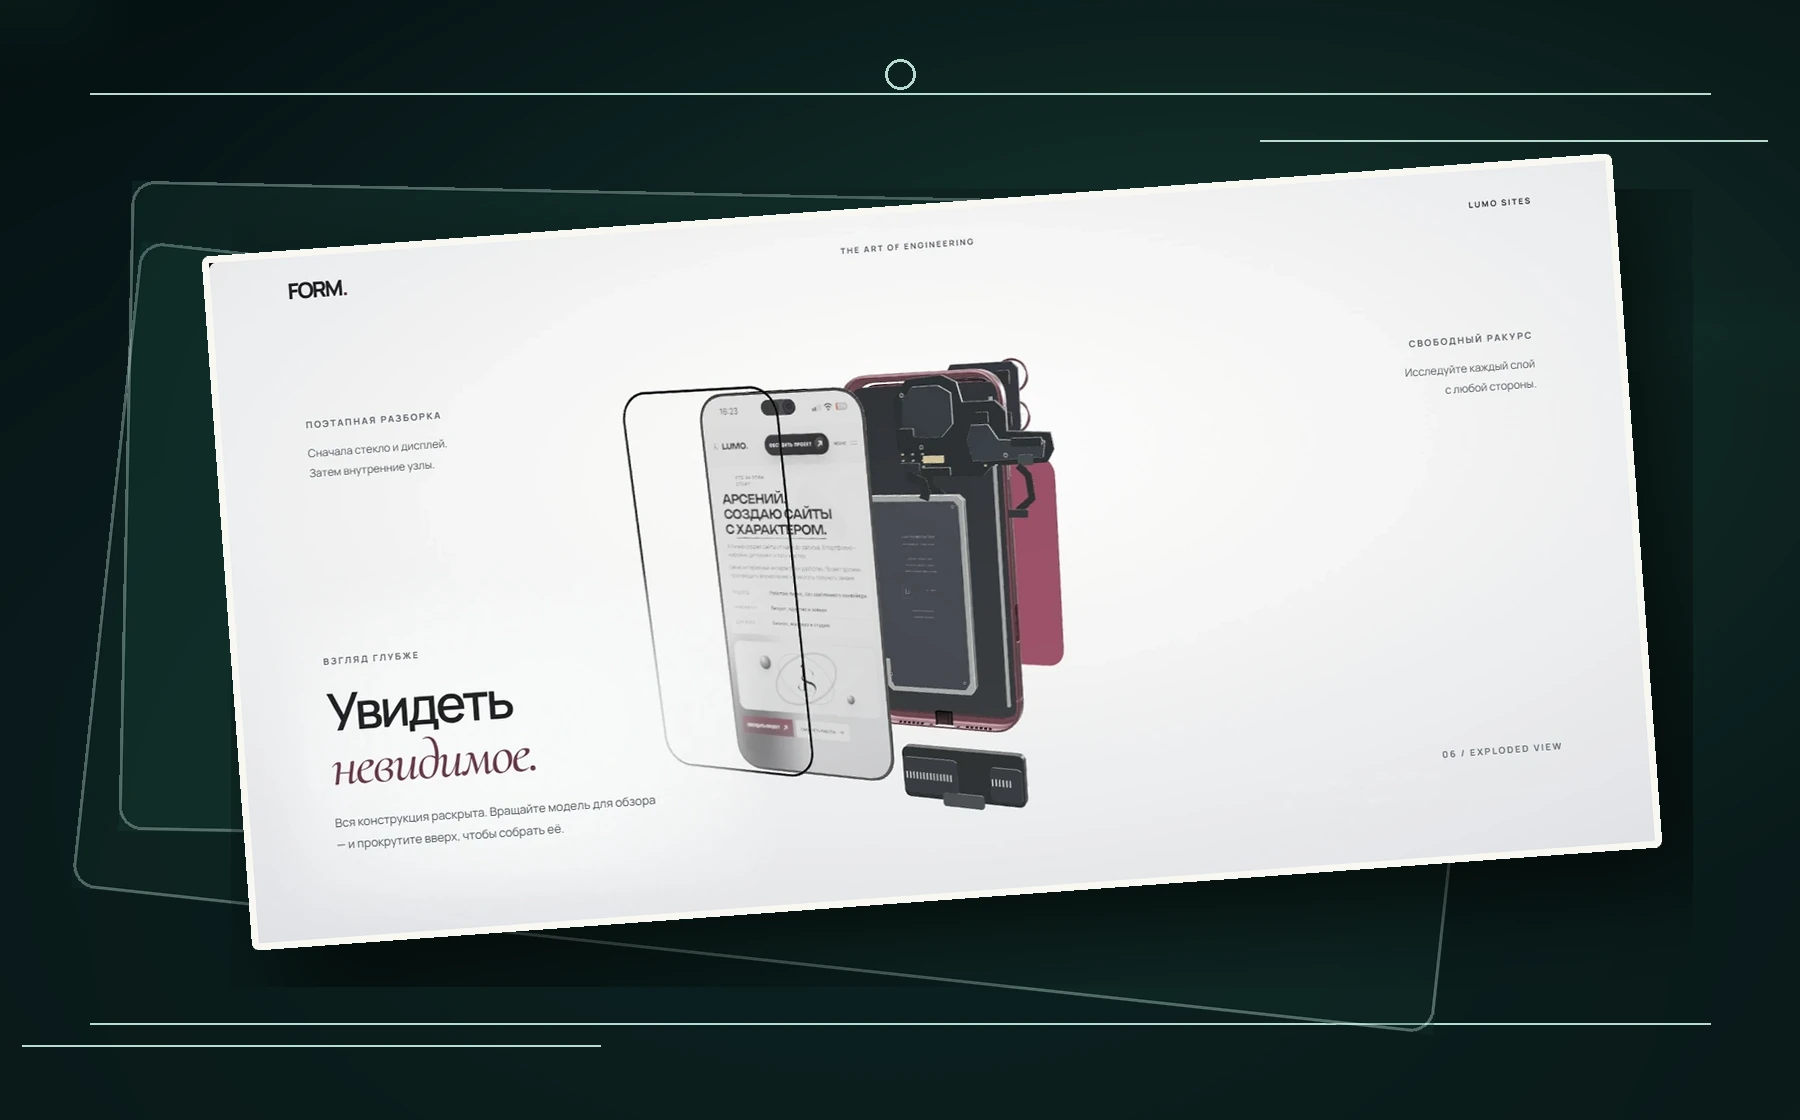 LUMO SITES
THE ART OF ENGINEERING
FORM.
СВОБОДНЫЙ РАКУРС
Исследуйте каждый слой
с любой стороны.
ПОЭТАПНАЯ РАЗБОРКА
Сначала стекло и дисплей.
Затем внутренние узлы.
16:23
LUMO.
АРСЕНИЙ.
СОЗДАЮ САЙТЫ
С ХАРАКТЕРОМ.
ВЗГЛЯД ГЛУБЖЕ
Увидеть
невидимое.
Вся конструкция раскрыта. Вращайте модель для обзора
— и прокрутите вверх, чтобы собрать её.
06 / EXPLODED VIEW